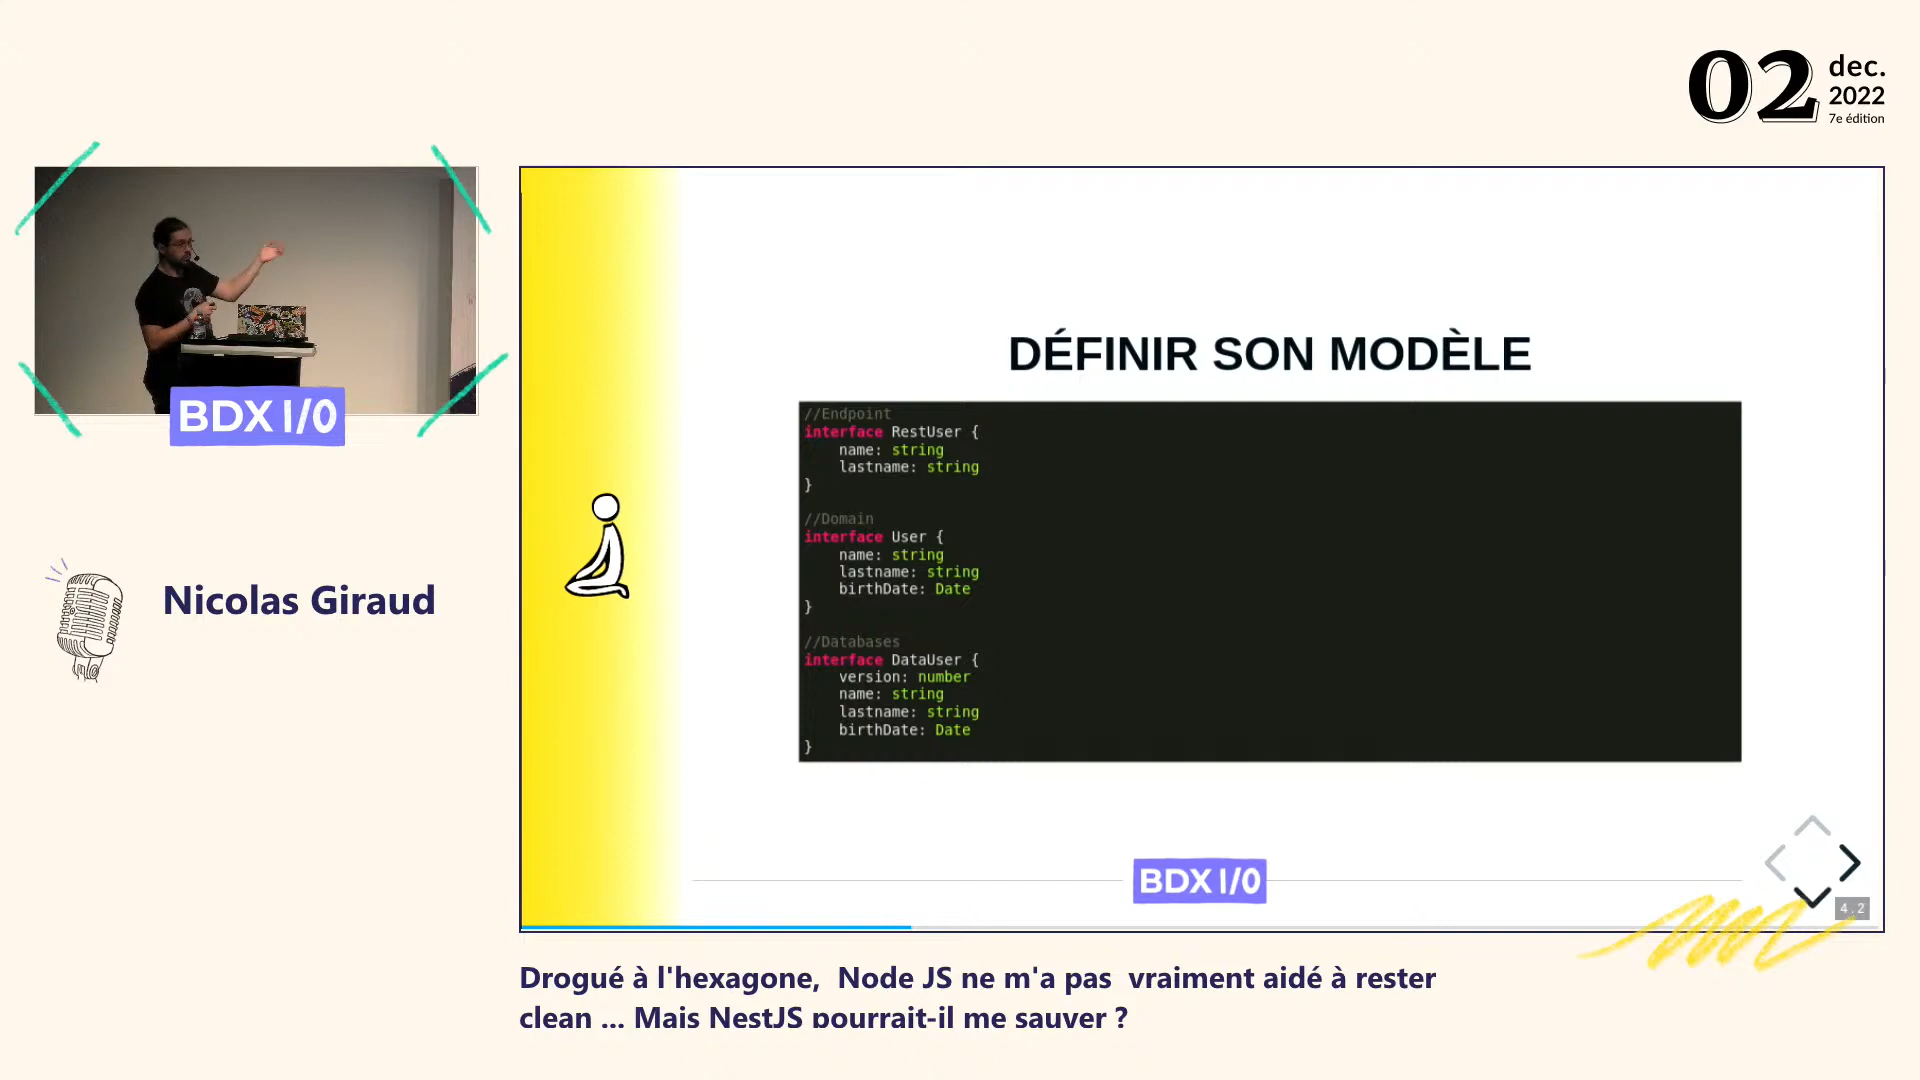 02
dec.
2022
7e édition
BDX I/O
Nicolas Giraud
DÉFINIR SON MODÈLE
//Endpoint
interface RestUser {
    name: string
    lastname: string
}
//Domain
interface User {
    name: string
    lastname: string
    birthDate: Date
}
//Databases
interface DataUser {
    version: number
    name: string
    lastname: string
    birthDate: Date
}
BDX I/O
4.2
Drogué à l'hexagone,  Node JS ne m'a pas  vraiment aidé à rester
clean ... Mais NestJS pourrait-il me sauver ?